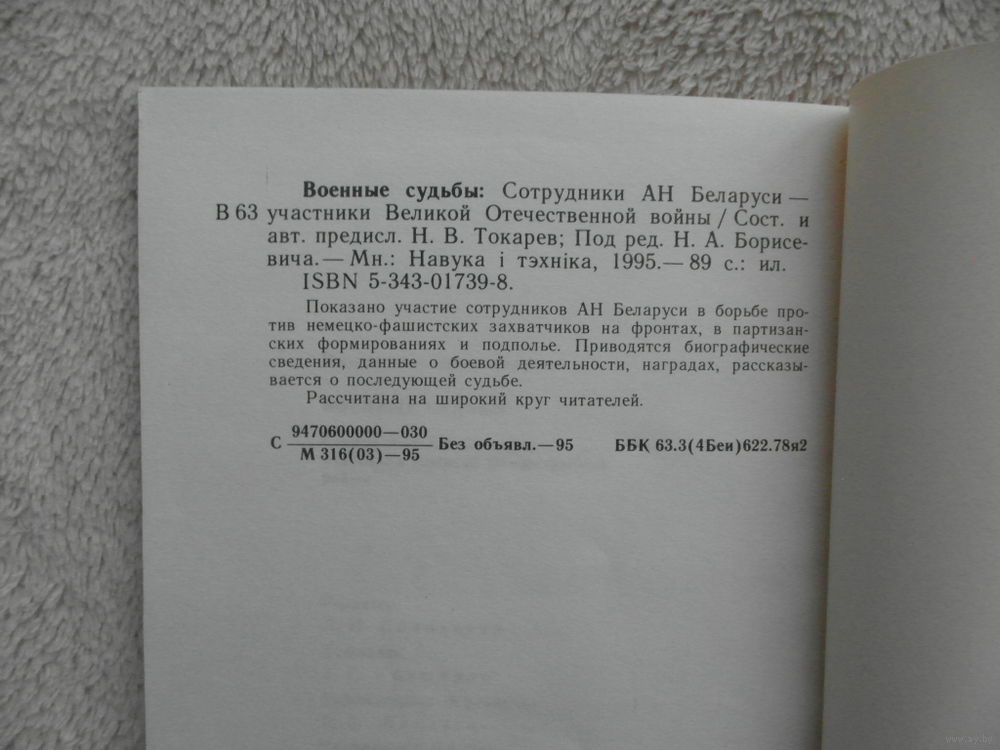 Военные судьбы: Сотрудники АН Беларуси —
В 63 участники Великой Отечественной войны / Сост. и
авт. предисл. Н. В. Токарев; Под ред. Н. А. Борисе-
вича.— Мн.: Навука і тэхніка, 1995.— 89 с.: ил.
ISBN 5-343-01739-8.
Показано участие сотрудников АН Беларуси в борьбе про-
тив немецко-фашистских захватчиков на фронтах, в партизан-
ских формированиях и подполье. Приводятся биографические
сведения, данные о боевой деятельности, наградах, рассказы-
вается о последующей судьбе.
Рассчитана на широкий круг читателей.
9470600000—030
С Без объявл.—95 ББК 63.3(4Беи)622.78я2
М 316(03)—95
www.ay.by